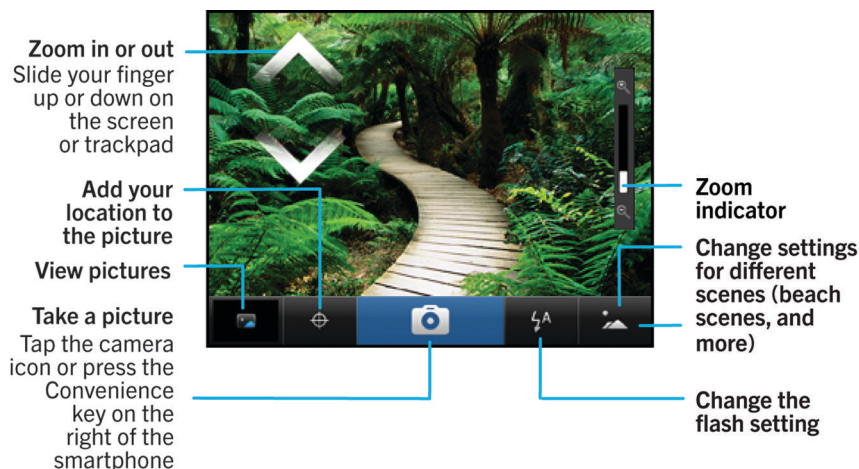 Zoom in or out
Slide your finger
up or down on
the screen
or trackpad
Add your
location to
the picture
View pictures
Take a picture
Tap the camera
icon or press the
Convenience
key on the
right of the
smartphone
A
Zoom
indicator
Change settings
for different
scenes (beach
scenes, and
more)
Change the
flash setting